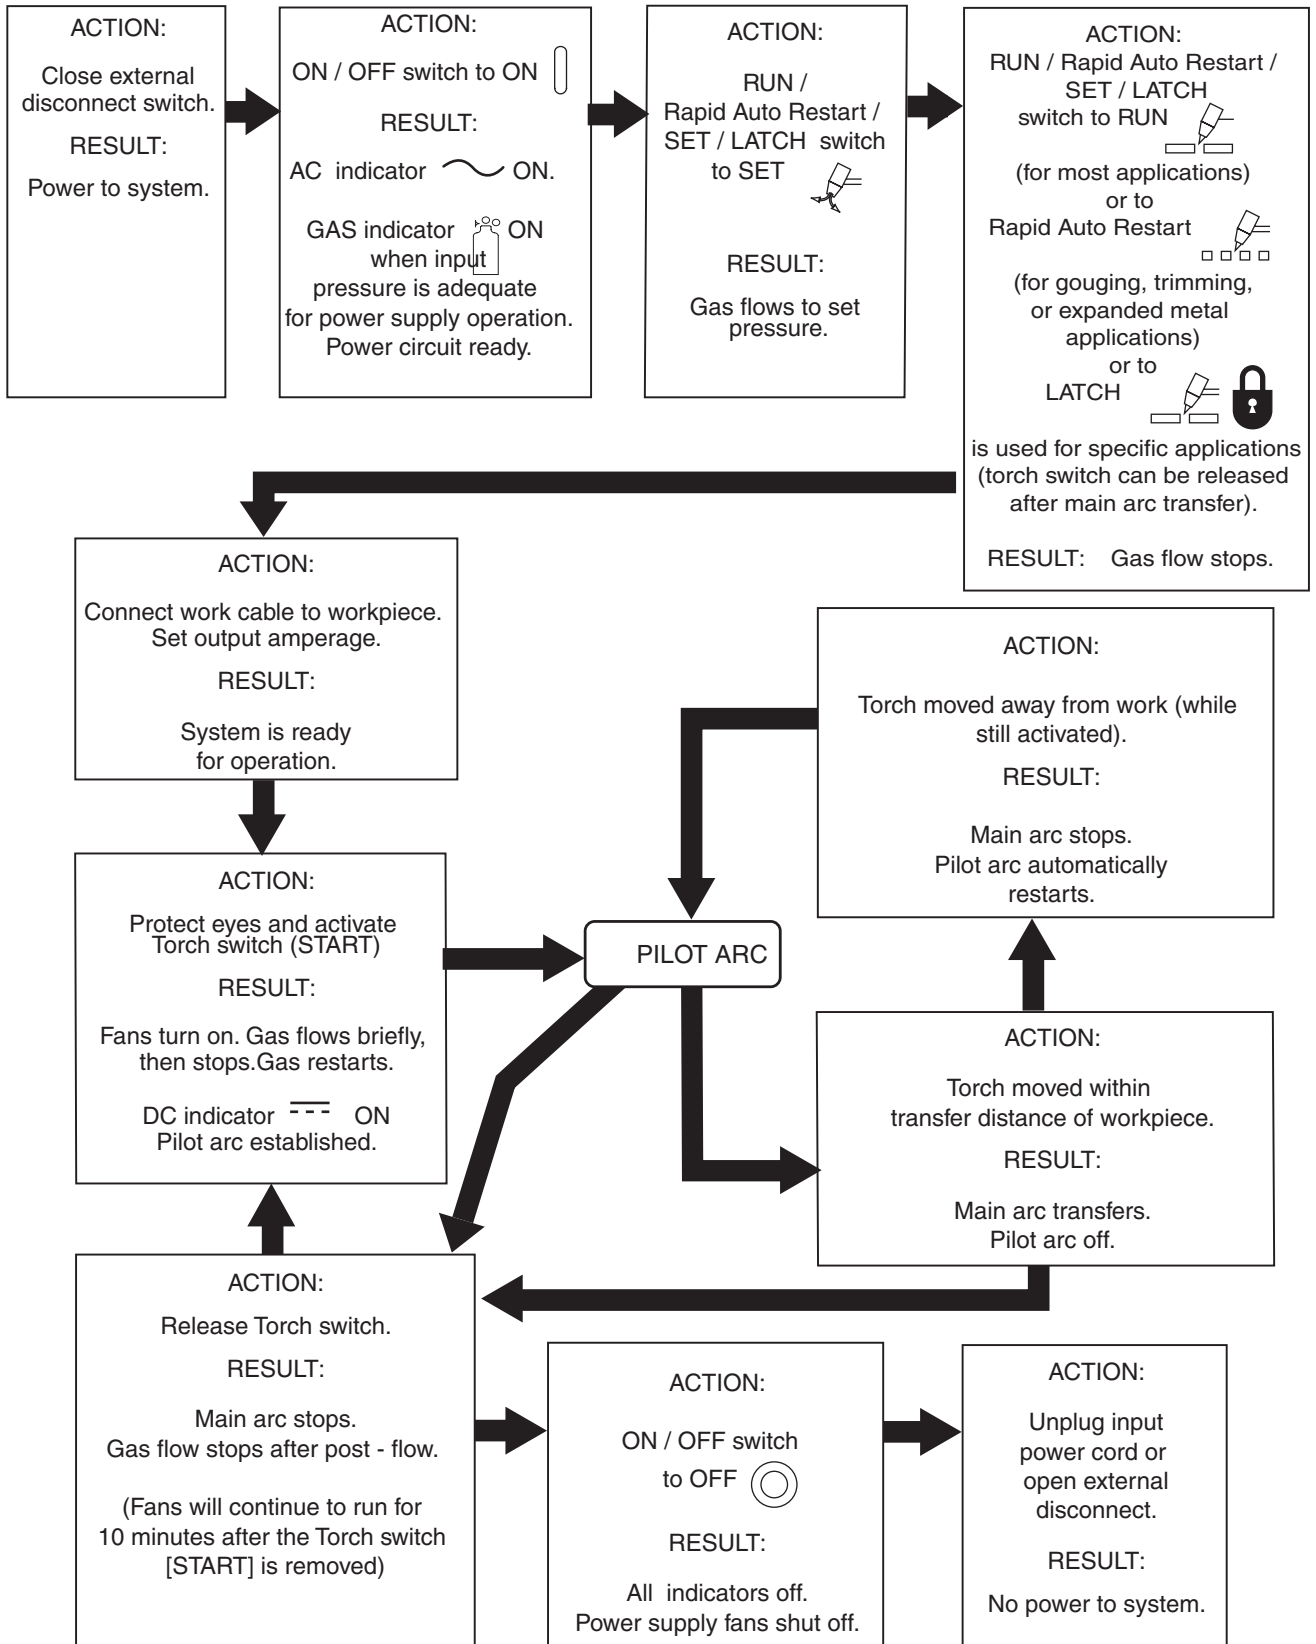 ACTION:
Close external
disconnect switch.
RESULT:
Power to system.
ACTION:
ON / OFF switch to ON
RESULT:
AC indicator ON.
GAS indicator ON
when input
pressure is adequate
for power supply operation.
Power circuit ready.
ACTION:
RUN /
Rapid Auto Restart /
SET / LATCH switch
to SET
RESULT:
Gas flows to set
pressure.
ACTION:
RUN / Rapid Auto Restart /
SET / LATCH
switch to RUN
(for most applications)
or to
Rapid Auto Restart
(for gouging, trimming,
or expanded metal
applications)
or to
LATCH
is used for specific applications
(torch switch can be released
after main arc transfer).
RESULT: Gas flow stops.
ACTION:
Connect work cable to workpiece.
Set output amperage.
RESULT:
System is ready
for operation.
ACTION:
Protect eyes and activate
Torch switch (START)
RESULT:
Fans turn on. Gas flows briefly,
then stops.Gas restarts.
DC indicator ON
Pilot arc established.
PILOT ARC
ACTION:
Torch moved away from work (while
still activated).
RESULT:
Main arc stops.
Pilot arc automatically
restarts.
ACTION:
Torch moved within
transfer distance of workpiece.
RESULT:
Main arc transfers.
Pilot arc off.
ACTION:
Release Torch switch.
RESULT:
Main arc stops.
Gas flow stops after post - flow.
(Fans will continue to run for
10 minutes after the Torch switch
[START] is removed)
ACTION:
ON / OFF switch
to OFF
RESULT:
All indicators off.
Power supply fans shut off.
ACTION:
Unplug input
power cord or
open external
disconnect.
RESULT:
No power to system.